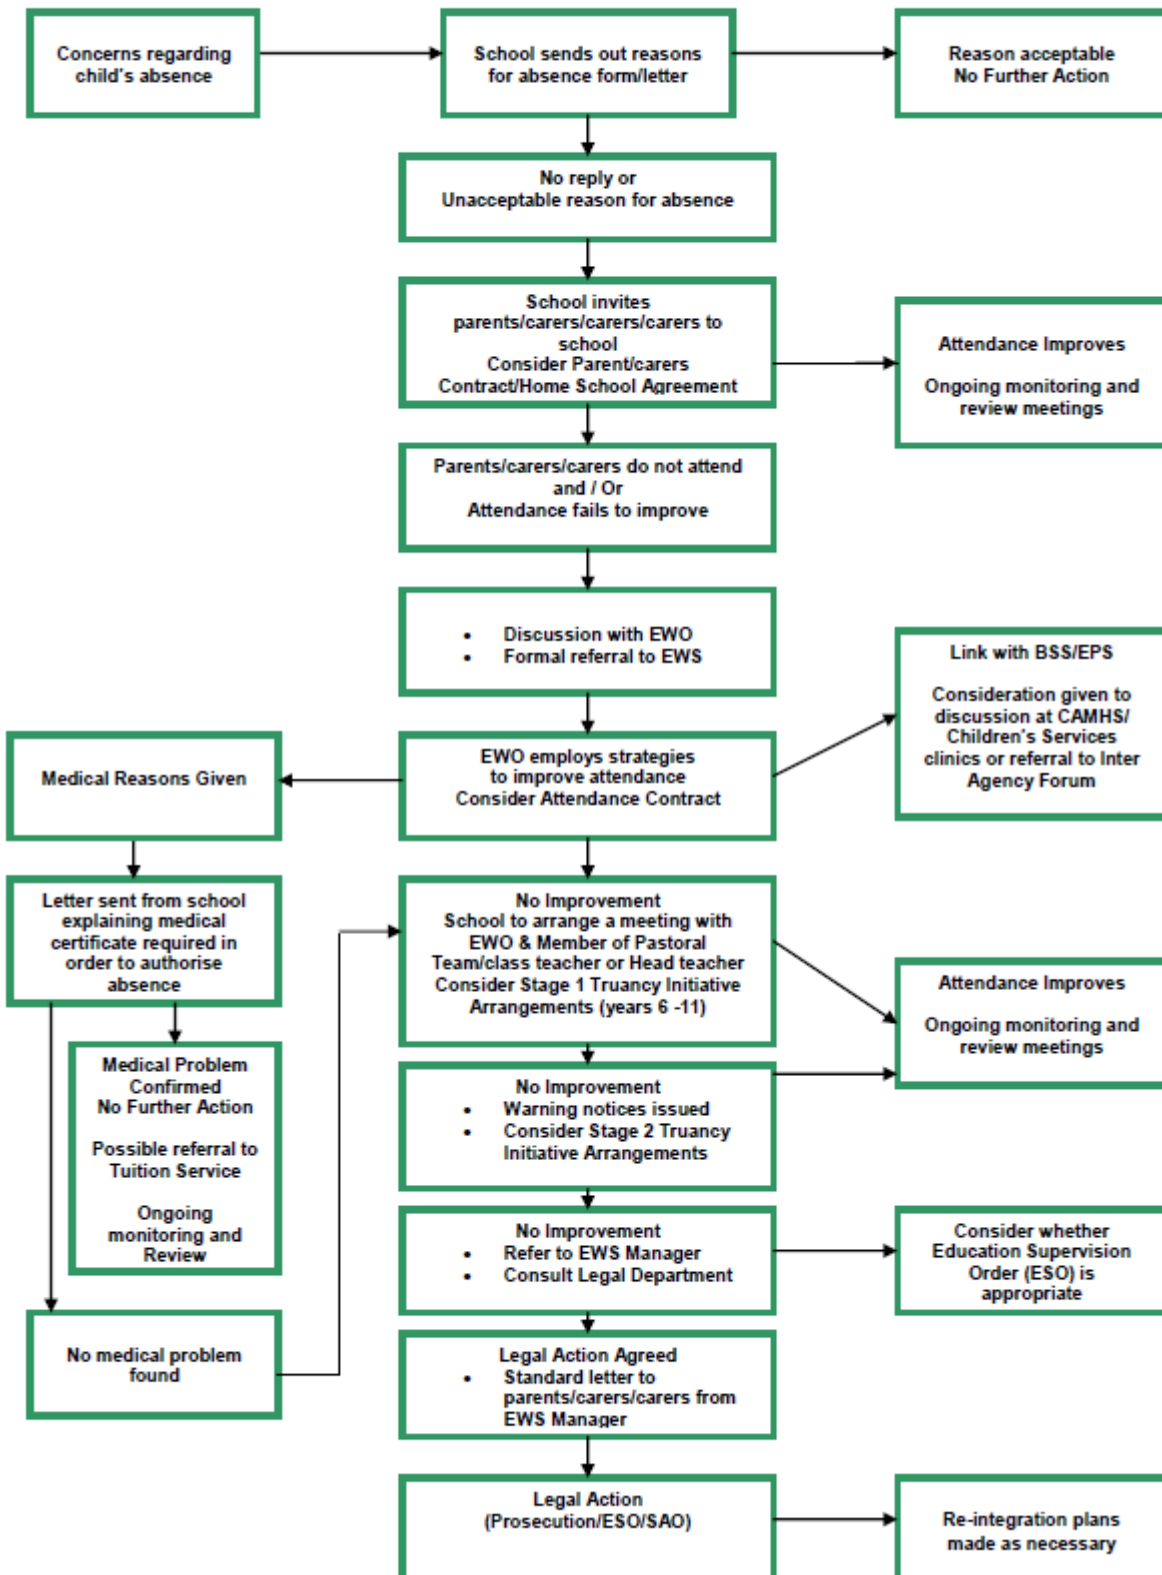 Concerns regarding
child's absence
School sends out reasons
for absence form/letter
Reason acceptable
No Further Action
No reply or
Unacceptable reason for absence
School invites
parents/carers/carers/carers to
school
Consider Parent/carers
Contract/Home School Agreement
Attendance Improves
Ongoing monitoring and
review meetings
Parents/carers/carers do not attend
and / Or
Attendance fails to improve
• Discussion with EWO
• Formal referral to EWS
Link with BSS/EPS
Consideration given to
discussion at CAMHS/
Children's Services
clinics or referral to Inter
Agency Forum
EWO employs strategies
to improve attendance
Consider Attendance Contract
Medical Reasons Given
Letter sent from school
explaining medical
certificate required in
order to authorise
absence
No Improvement
School to arrange a meeting with
EWO & Member of Pastoral
Team/class teacher or Head teacher
Consider Stage 1 Truancy Initiative
Arrangements (years 6 -11)
Attendance Improves
Ongoing monitoring and
review meetings
Medical Problem
Confirmed
No Further Action
Possible referral to
Tuition Service
Ongoing
monitoring and
Review
No Improvement
• Warning notices issued
• Consider Stage 2 Truancy
Initiative Arrangements
No Improvement
• Refer to EWS Manager
• Consult Legal Department
Consider whether
Education Supervision
Order (ESO) is
appropriate
No medical problem
found
Legal Action Agreed
• Standard letter to
parents/carers/carers from
EWS Manager
Legal Action
(Prosecution/ESO/SAO)
Re-integration plans
made as necessary